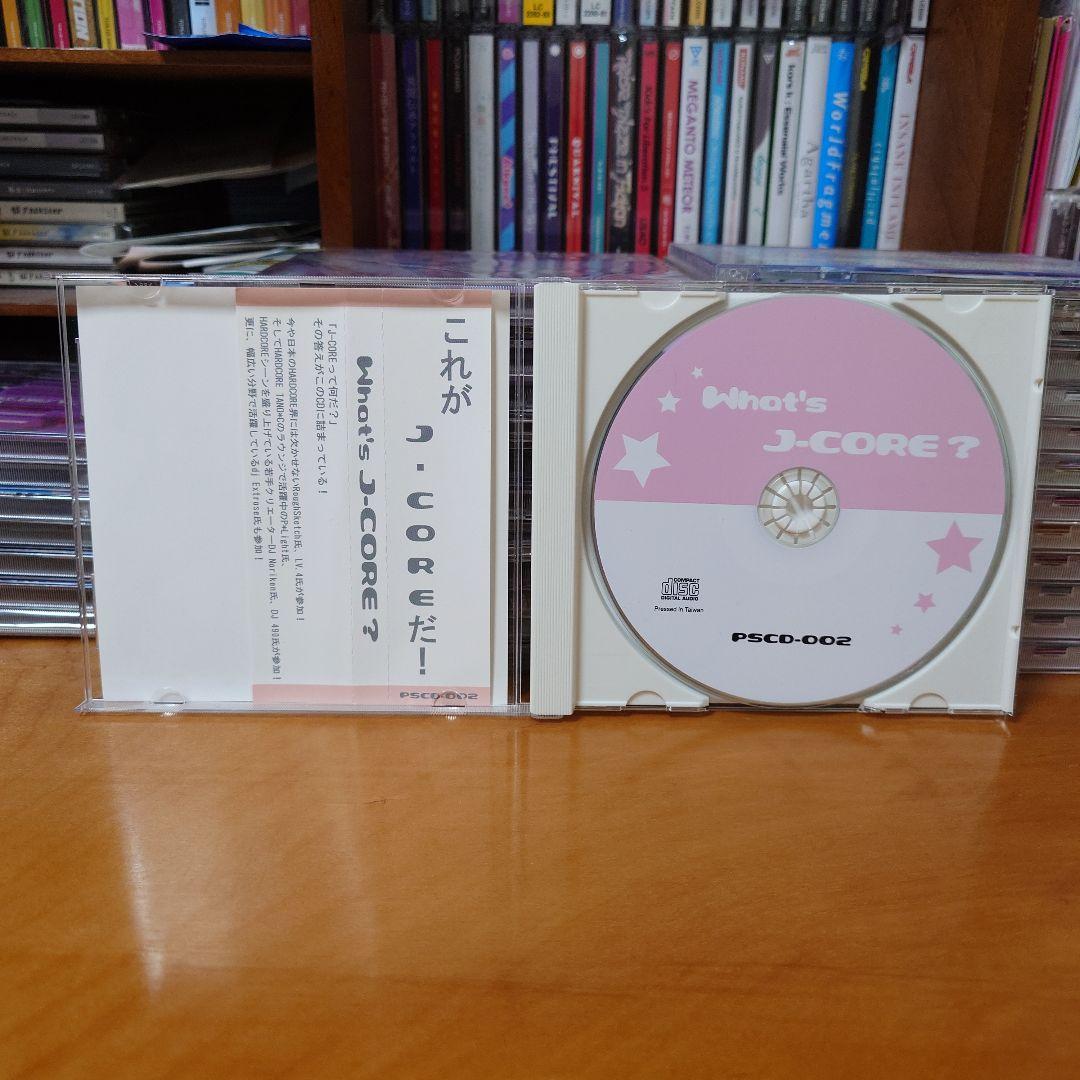 これが
J-COREだ!
What's J-CORE?
「J-COREって何だ?」
その答えがこのCDに詰まっている!
今や日本のHARDCORE界には欠かせないRoughSketch氏、LV.4氏が参加!
そしてHARDCORE TANO*Cのラウンジで活躍中のP*Light氏、
HARDCOREシーンを盛り上げている若手クリエーターDJ Noriken氏、DJ 490氏が参加!
更に、幅広い分野で活躍しているdj Extrose氏も参加!
PSCD-002
What's
J-CORE?
COMPACT
disc
DIGITAL AUDIO
Pressed in Taiwan
PSCD-002
MEGANTO METEOR
kors k : Essential Works
Agartha
Worldfragme
QUARNIVAL